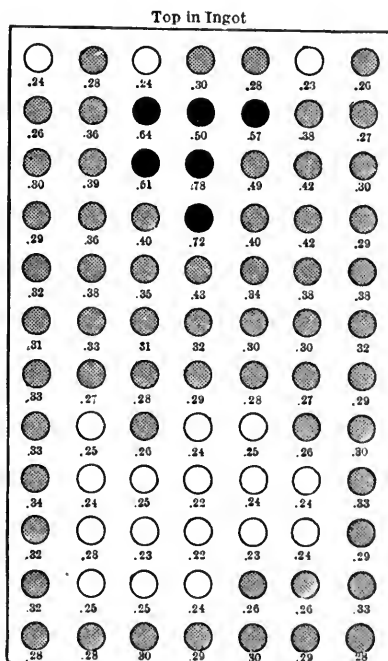 Top in Ingot
.24 .28 .24 .30 .28 .23 .26
.26 .36 .64 .50 .57 .38 .27
.30 .39 .51 .78 .49 .42 .30
.29 .36 .40 .72 .40 .42 .29
.32 .38 .35 .43 .34 .38 .38
.31 .33 .31 .32 .30 .30 .32
.33 .27 .28 .29 .28 .27 .29
.33 .25 .26 .24 .25 .26 .30
.34 .24 .25 .22 .24 .24 .33
.32 .28 .23 .22 .23 .24 .29
.32 .25 .25 .24 .26 .26 .33
.28 .28 .30 .29 .30 .29 .28